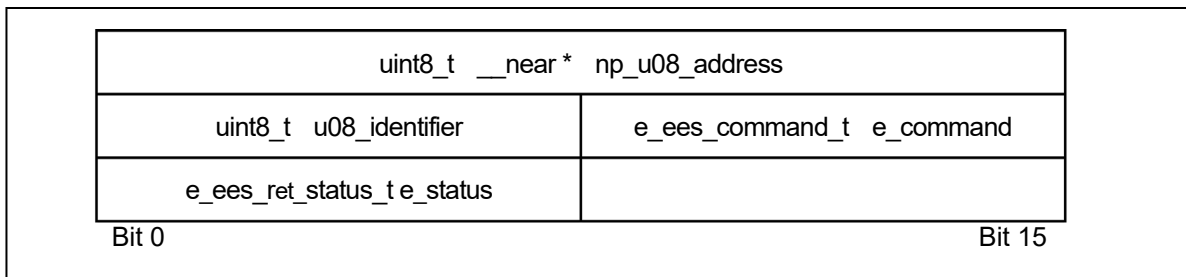 uint8_t __near * np_u08_address
uint8_t u08_identifier e_ees_command_t e_command
e_ees_ret_status_t e_status
Bit 0 Bit 15